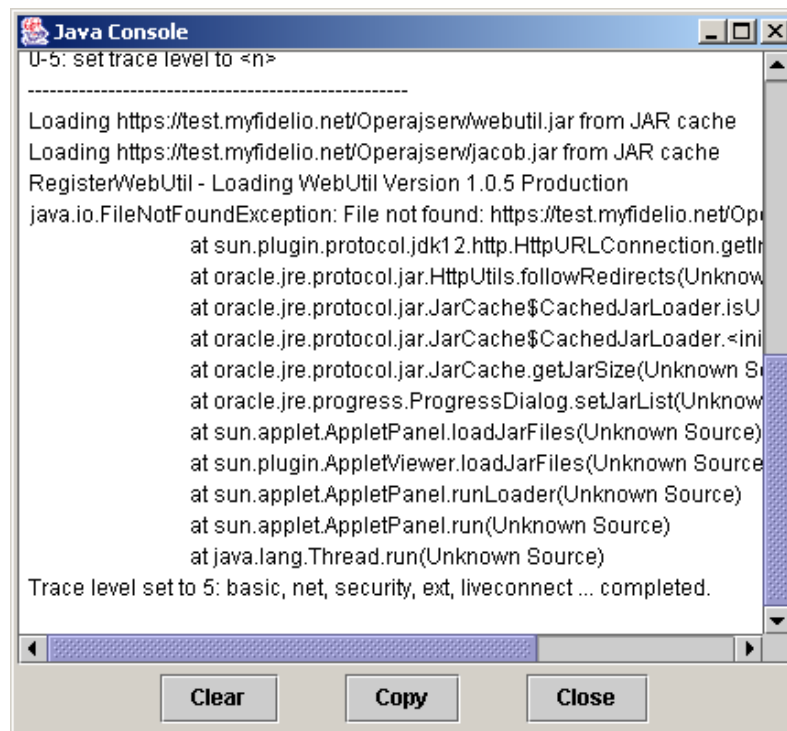 Java Console
0-5: set trace level to <n>
----------------------------------------------------
Loading https://test.myfidelio.net/Operajserv/webutil.jar from JAR cache
Loading https://test.myfidelio.net/Operajserv/jacob.jar from JAR cache
RegisterWebUtil - Loading WebUtil Version 1.0.5 Production
java.io.FileNotFoundException: File not found: https://test.myfidelio.net/Op
at sun.plugin.protocol.jdk12.http.HttpURLConnection.getIn
at oracle.jre.protocol.jar.HttpUtils.followRedirects(Unknow
at oracle.jre.protocol.jar.JarCache$CachedJarLoader.isU
at oracle.jre.protocol.jar.JarCache$CachedJarLoader.<ini
at oracle.jre.protocol.jar.JarCache.getJarSize(Unknown S
at oracle.jre.progress.ProgressDialog.setJarList(Unknow
at sun.applet.AppletPanel.loadJarFiles(Unknown Source)
at sun.plugin.AppletViewer.loadJarFiles(Unknown Source
at sun.applet.AppletPanel.runLoader(Unknown Source)
at sun.applet.AppletPanel.run(Unknown Source)
at java.lang.Thread.run(Unknown Source)
Trace level set to 5: basic, net, security, ext, liveconnect ... completed.
Clear Copy Close